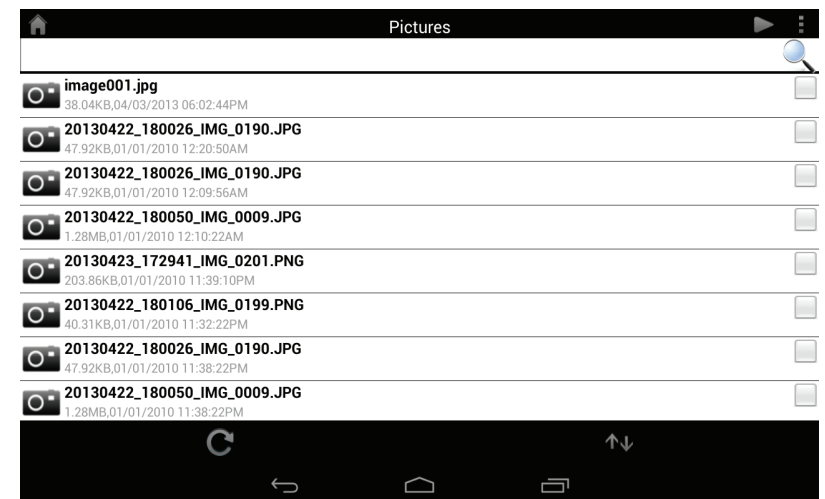 Pictures
image001.jpg
38.04KB,04/03/2013 06:02:44PM
20130422_180026_IMG_0190.JPG
47.92KB,01/01/2010 12:20:50AM
20130422_180026_IMG_0190.JPG
47.92KB,01/01/2010 12:09:56AM
20130422_180050_IMG_0009.JPG
1.28MB,01/01/2010 12:10:22AM
20130423_172941_IMG_0201.PNG
203.86KB,01/01/2010 11:39:10PM
20130422_180106_IMG_0199.PNG
40.31KB,01/01/2010 11:32:22PM
20130422_180026_IMG_0190.JPG
47.92KB,01/01/2010 11:38:22PM
20130422_180050_IMG_0009.JPG
1.28MB,01/01/2010 11:38:22PM